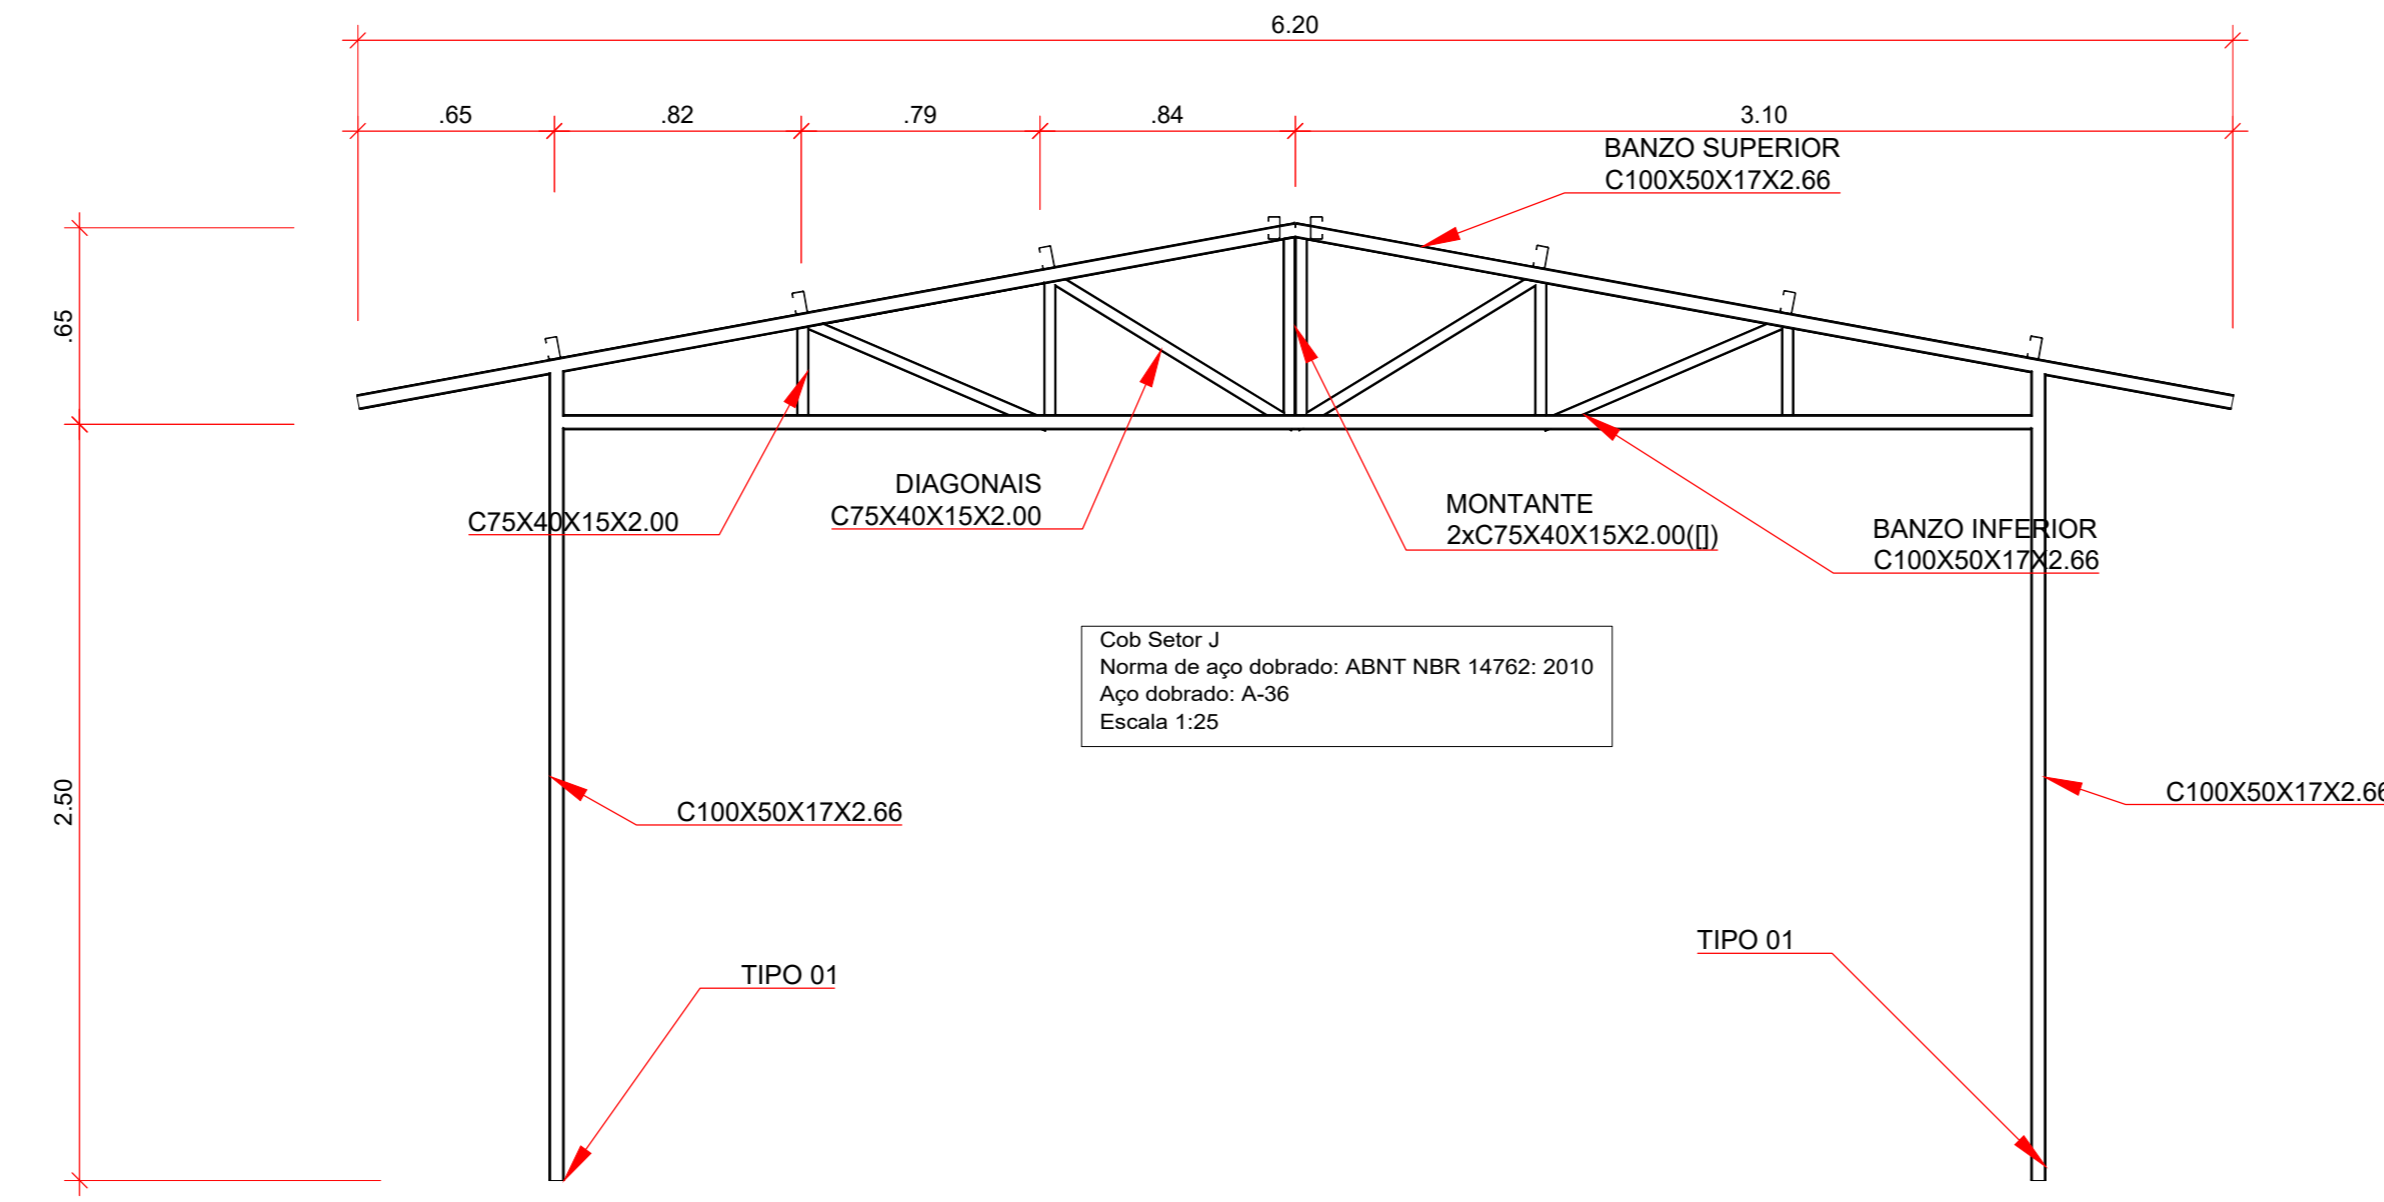 6.20
.65
.82
.79
.84
3.10
BANZO SUPERIOR
C100X50X17X2.66
.65
DIAGONAIS
C75X40X15X2.00
C75X40X15X2.00
MONTANTE
2xC75X40X15X2.00([])
BANZO INFERIOR
C100X50X17X2.66
Cob Setor J
Norma de aço dobrado: ABNT NBR 14762: 2010
Aço dobrado: A-36
Escala 1:25
2.50
C100X50X17X2.66
C100X50X17X2.66
TIPO 01
TIPO 01